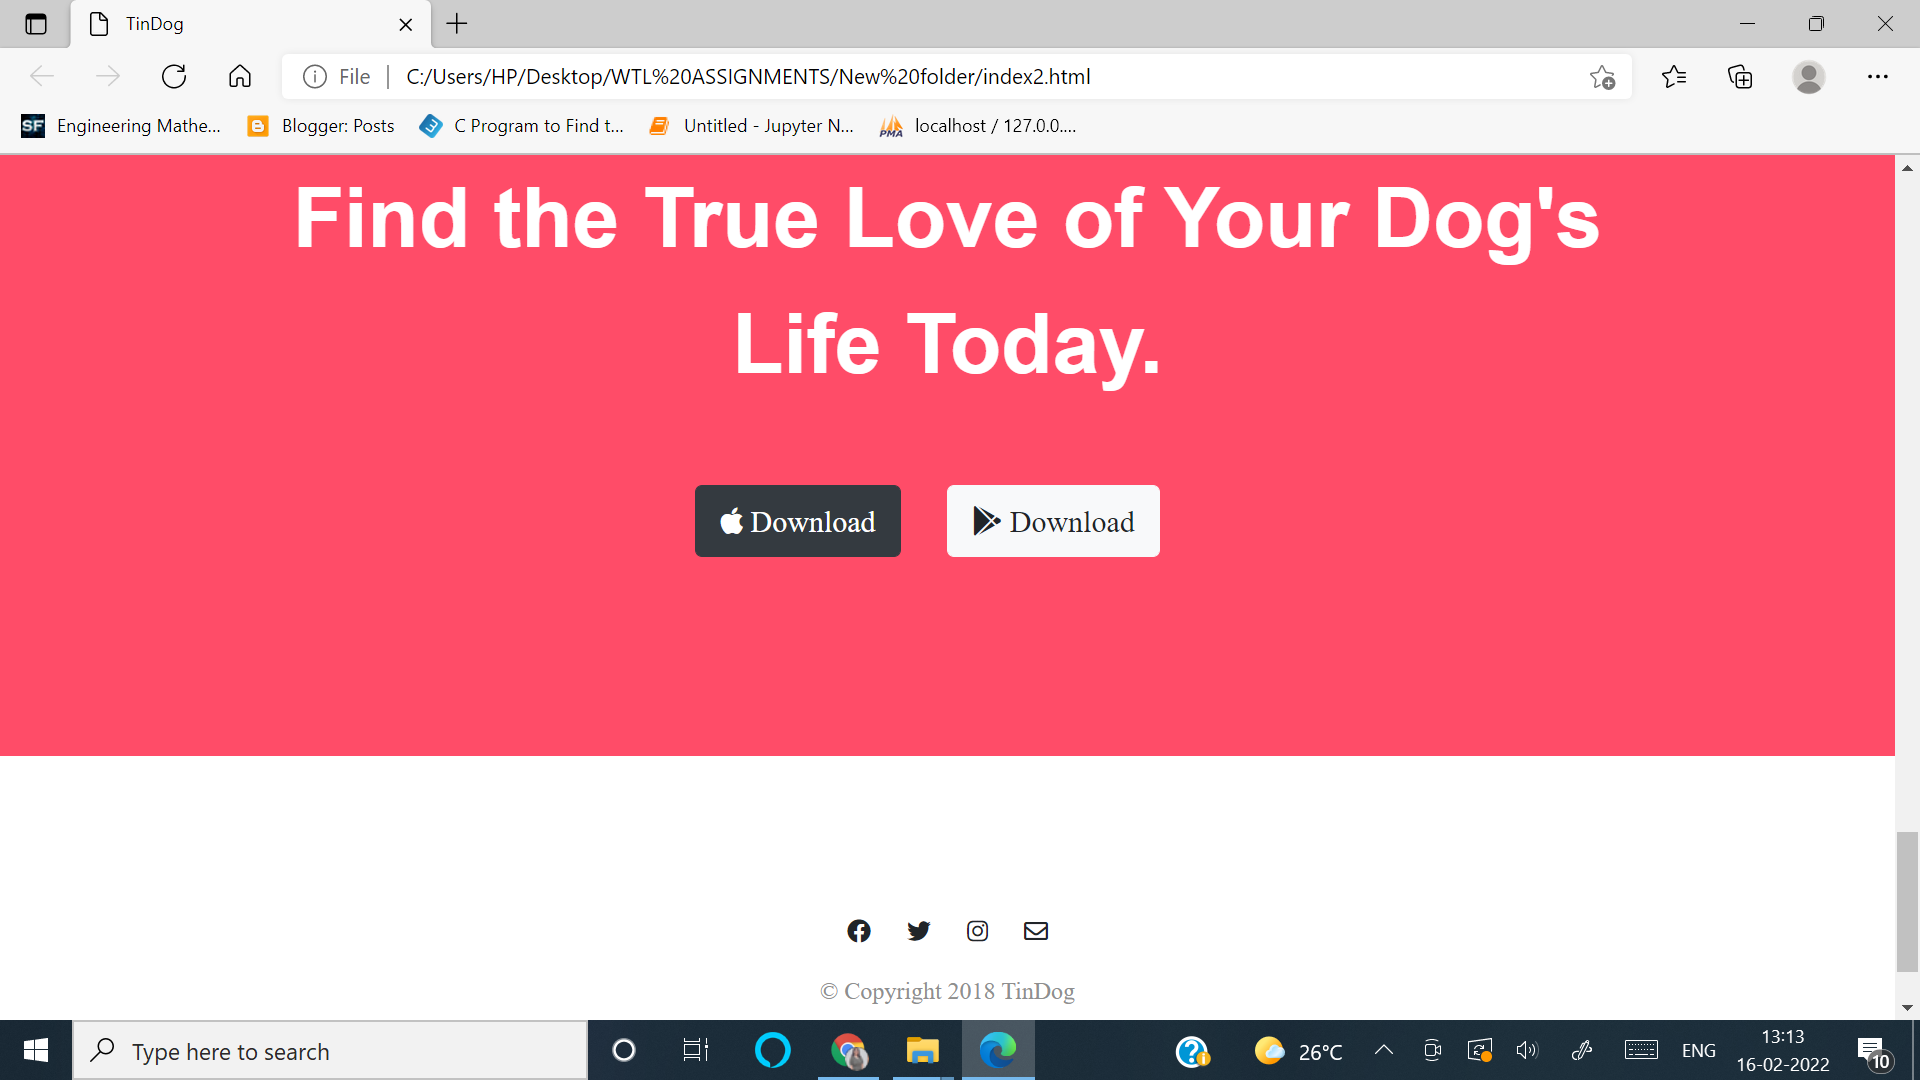 TinDog
File
C:/Users/HP/Desktop/WTL%20ASSIGNMENTS/New%20folder/index2.html
SF Engineering Mathe...
Blogger: Posts
C Program to Find t...
Untitled - Jupyter N...
PMA localhost / 127.0.0....
Find the True Love of Your Dog's
Life Today.
Download
Download
© Copyright 2018 TinDog
Type here to search
26°C
ENG
13:13
16-02-2022
10